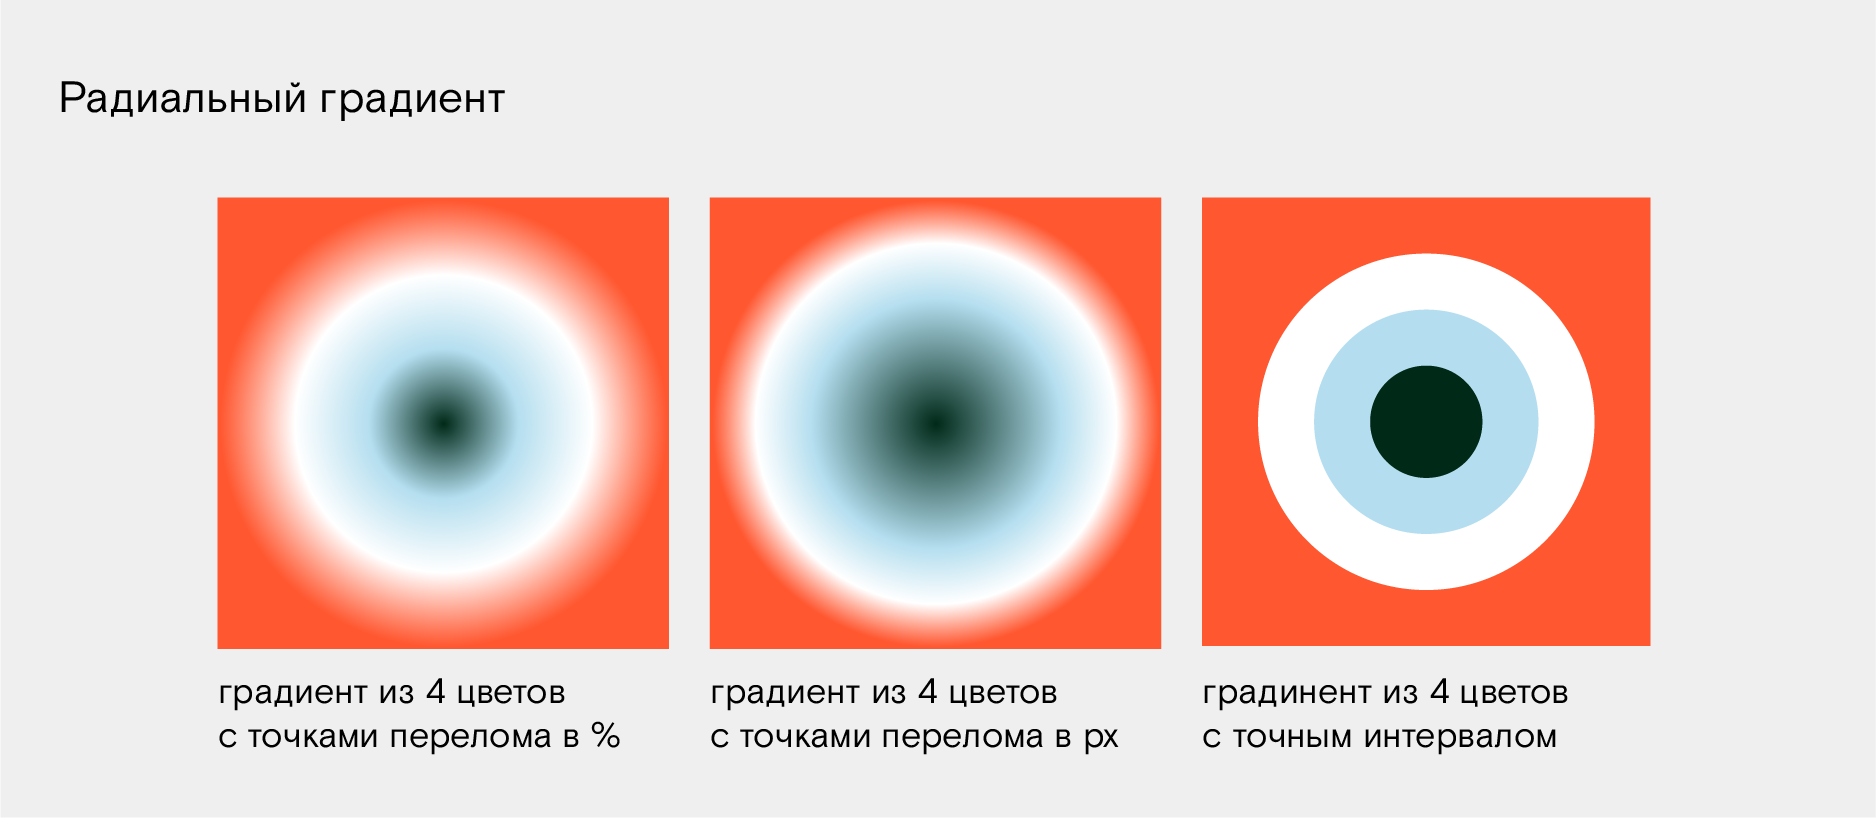 Радиальный градиент
градиент из 4 цветов
с точками перелома в %
градиент из 4 цветов
с точками перелома в px
градинент из 4 цветов
с точным интервалом